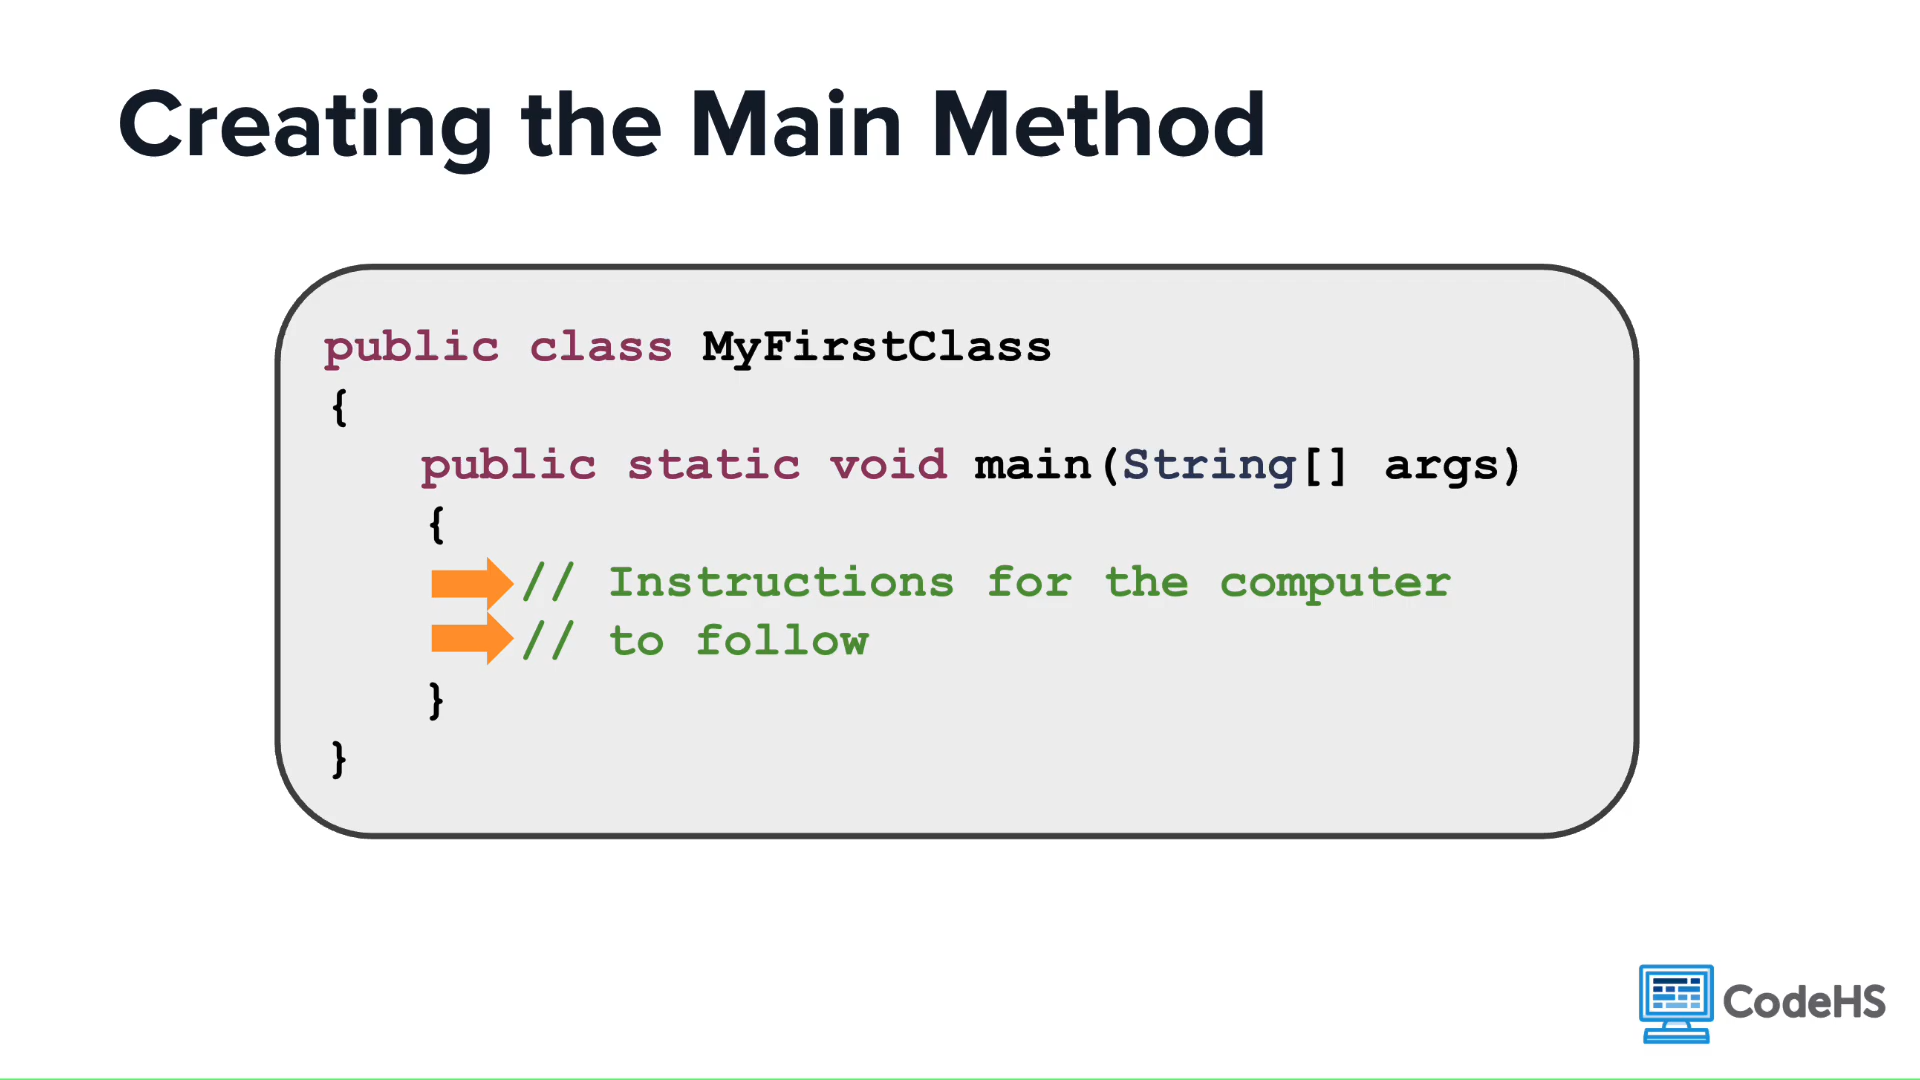 Creating the Main Method
public class MyFirstClass
{
public static void main(String[] args)
{
// Instructions for the computer
// to follow
}
}
CodeHS